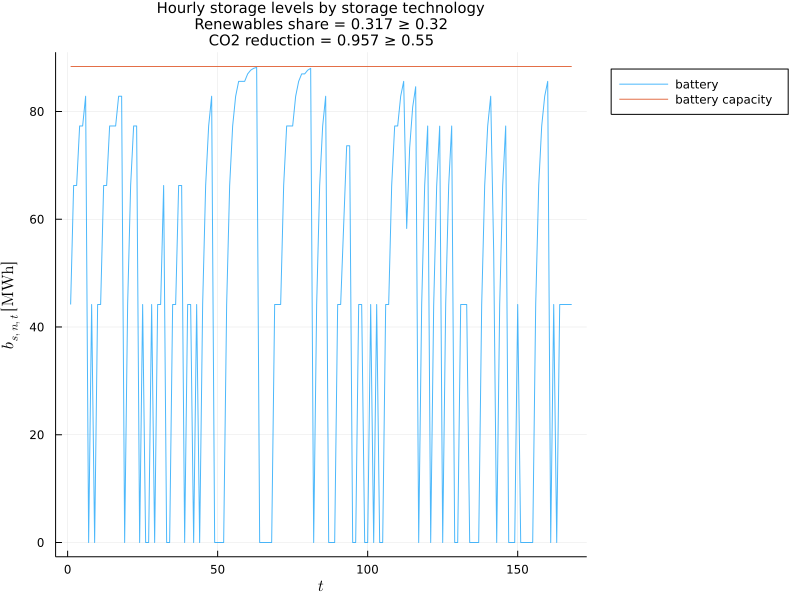 Hourly storage levels by storage technology
Renewables share = 0.317 ≥ 0.32
CO2 reduction = 0.957 ≥ 0.55
battery
battery capacity
80
60
40
20
0
b_{s, n, t} [MWh]
0 50 100 150
t